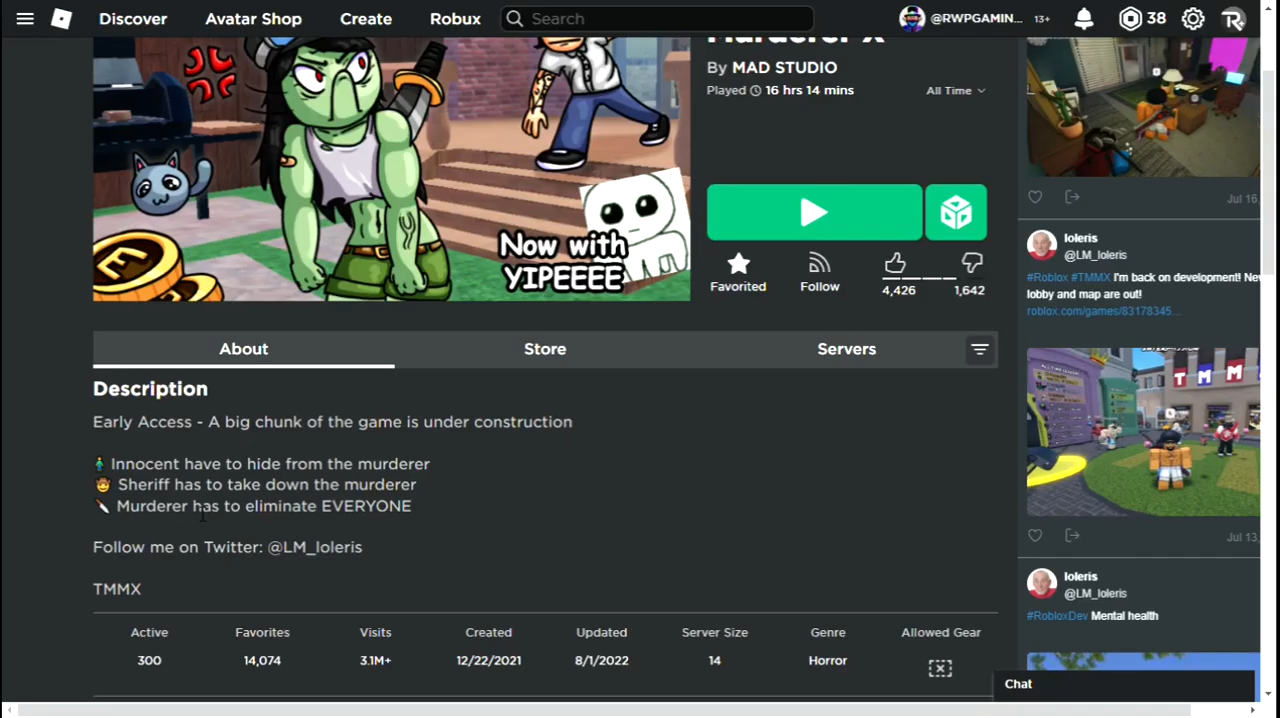 Discover
Avatar Shop
Create
Robux
Search
@RWPGAMIN...
13+
38
By MAD STUDIO
Played 16 hrs 14 mins
All Time
Now with
YIPEEEE
Favorited
Follow
4,426
1,642
About
Store
Servers
Description
Early Access - A big chunk of the game is under construction
Innocent have to hide from the murderer
Sheriff has to take down the murderer
Murderer has to eliminate EVERYONE
Follow me on Twitter: @LM_loleris
TMMX
Active
Favorites
Visits
Created
Updated
Server Size
Genre
Allowed Gear
300
14,074
3.1M+
12/22/2021
8/1/2022
14
Horror
Jul 16,
loleris
@LM_loleris
#Roblox #TMMX I'm back on development! New
lobby and map are out!
roblox.com/games/83178345...
T M M
Jul 13,
loleris
@LM_loleris
#RobloxDev Mental health
Chat